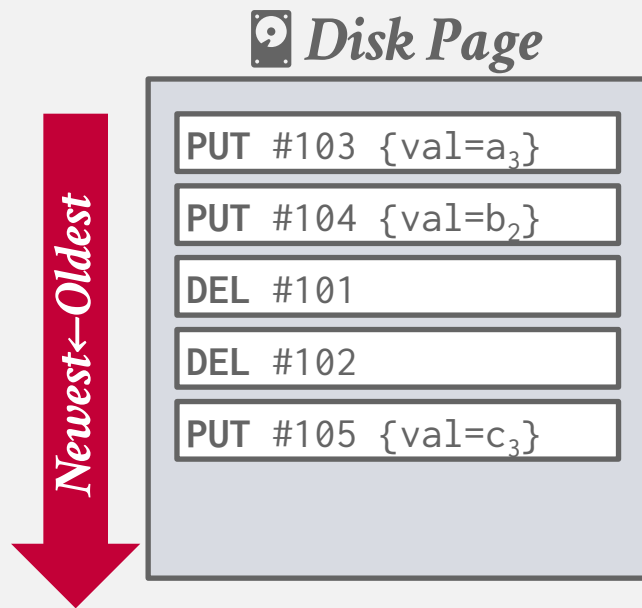 Disk Page
Newest←Oldest
PUT #103 {val=a₃}
PUT #104 {val=b₂}
DEL #101
DEL #102
PUT #105 {val=c₃}